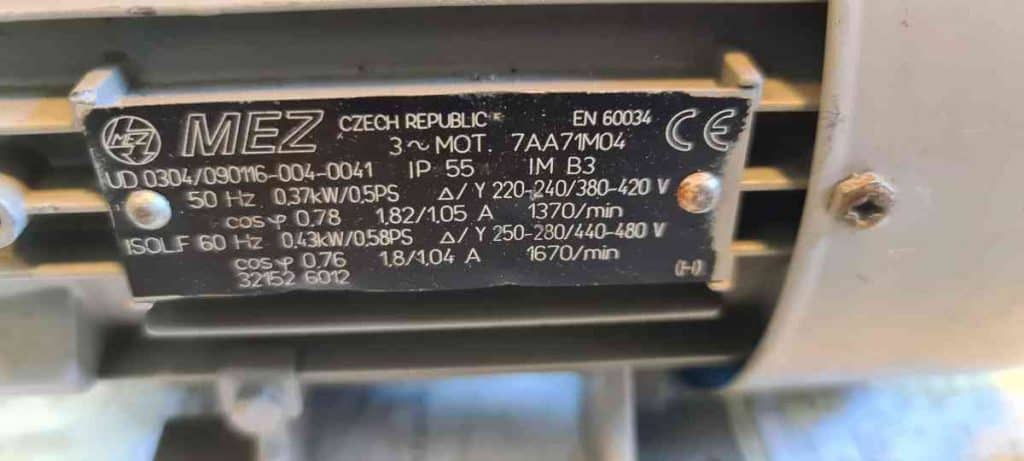 MEZ MEZ CZECH REPUBLIC EN 60034 CE
3~MOT. 7AA71M04
UD 0304/090116-004-0041 IP 55 IM B3
50 Hz 0,37kW/0,5PS Δ/Y 220-240/380-420 V
cos φ 0,78 1,82/1,05 A 1370/min
ISOL.F 60 Hz 0,43kW/0,58PS Δ/Y 250-280/440-480 V
cos φ 0,76 1,8/1,04 A 1670/min
32152 6012 (H)